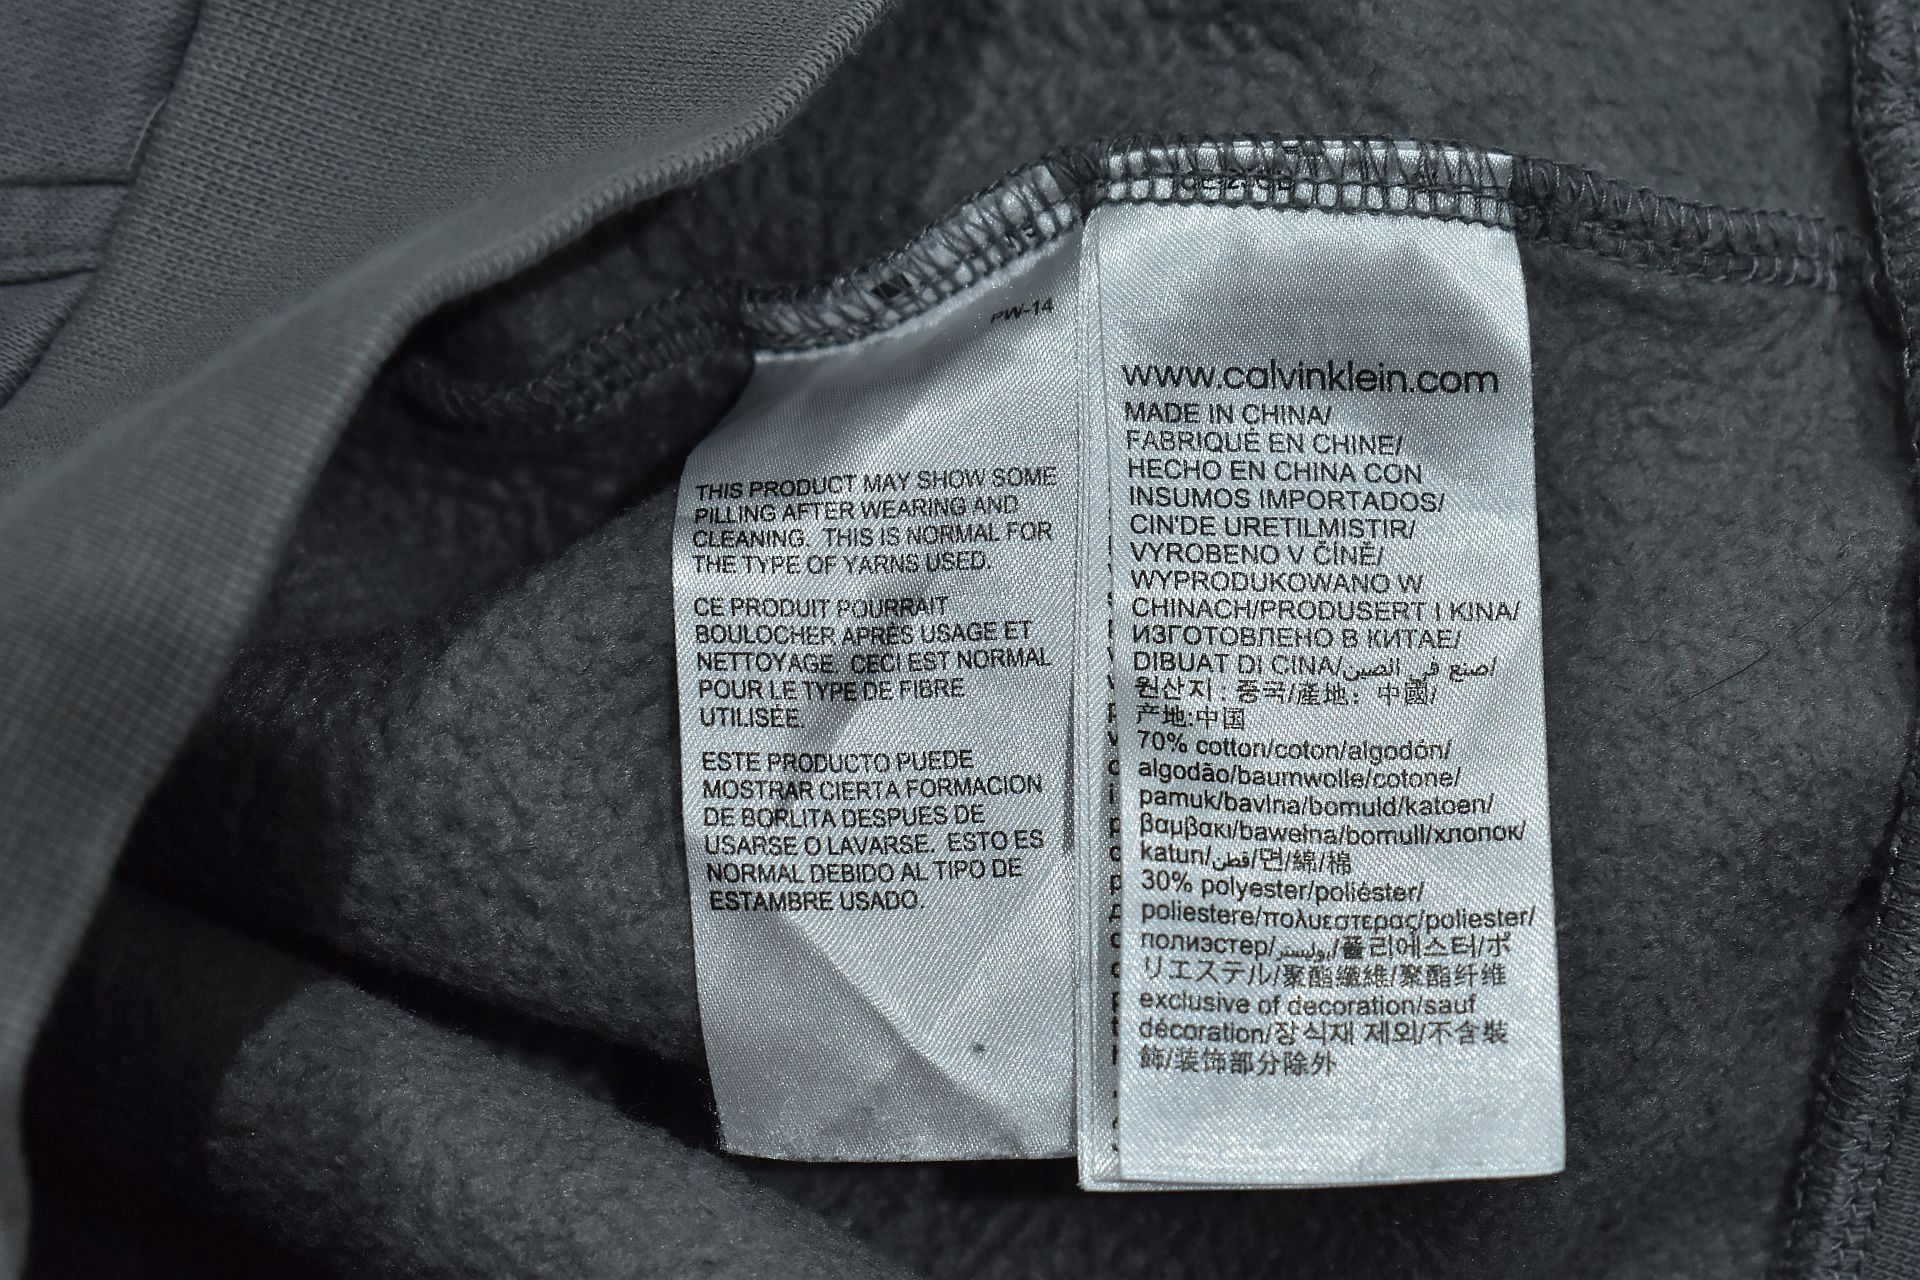 PW-14
THIS PRODUCT MAY SHOW SOME
PILLING AFTER WEARING AND
CLEANING. THIS IS NORMAL FOR
THE TYPE OF YARNS USED.
CE PRODUIT POURRAIT
BOULOCHER APRÈS USAGE ET
NETTOYAGE. CECI EST NORMAL
POUR LE TYPE DE FIBRE
UTILISÉE.
ESTE PRODUCTO PUEDE
MOSTRAR CIERTA FORMACION
DE BORLITA DESPUES DE
USARSE O LAVARSE. ESTO ES
NORMAL DEBIDO AL TIPO DE
ESTAMBRE USADO.
www.calvinklein.com
MADE IN CHINA/
FABRIQUÉ EN CHINE/
HECHO EN CHINA CON
INSUMOS IMPORTADOS/
CIN'DE URETILMISTIR/
VYROBENO V ČÍNĚ/
WYPRODUKOWANO W
CHINACH/PRODUSERT I KINA/
ИЗГОТОВЛЕНО В КИТАЕ/
DIBUAT DI CINA/صنع في الصين/
원산지 : 중국/產地: 中國/
产地:中国
70% cotton/coton/algodón/
algodão/baumwolle/cotone/
pamuk/bavlna/bomuld/katoen/
βαμβακι/bawełna/bomull/хлопок/
katun/قطن/면/綿/棉
30% polyester/poliéster/
poliestere/πολυεστερας/poliester/
полиэстер/بوليستر/폴리에스터/ポ
リエステル/聚酯纖維/聚酯纤维
exclusive of decoration/sauf
décoration/장식재 제외/不含裝
飾/装饰部分除外